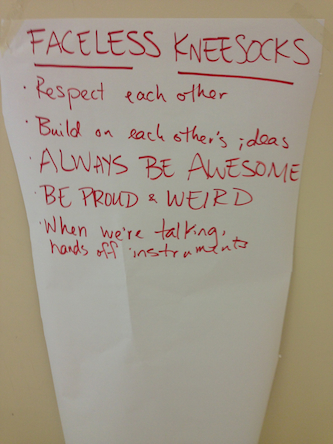 FACELESS KNEESOCKS
· Respect each other
· Build on each other's ideas
· ALWAYS BE AWESOME
· BE PROUD & WEIRD
· When we're talking,
hands off instruments